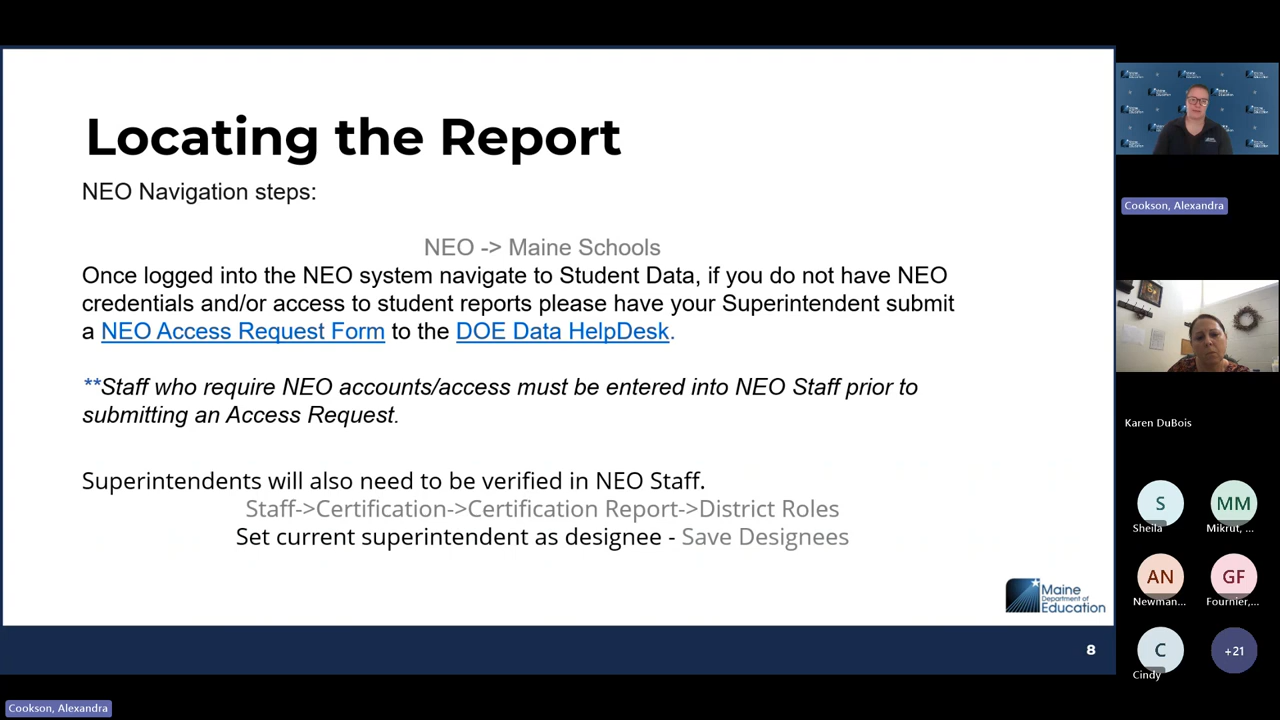 Locating the Report
NEO Navigation steps:
NEO -> Maine Schools
Once logged into the NEO system navigate to Student Data, if you do not have NEO
credentials and/or access to student reports please have your Superintendent submit
a NEO Access Request Form to the DOE Data HelpDesk.
**Staff who require NEO accounts/access must be entered into NEO Staff prior to
submitting an Access Request.
Superintendents will also need to be verified in NEO Staff.
Staff->Certification->Certification Report->District Roles
Set current superintendent as designee - Save Designees
Maine
Department of
Education
8
Cookson, Alexandra
Cookson, Alexandra
Karen DuBois
S
MM
Sheila
Mikrut, ...
AN
GF
Newman...
Fournier,...
C
+21
Cindy